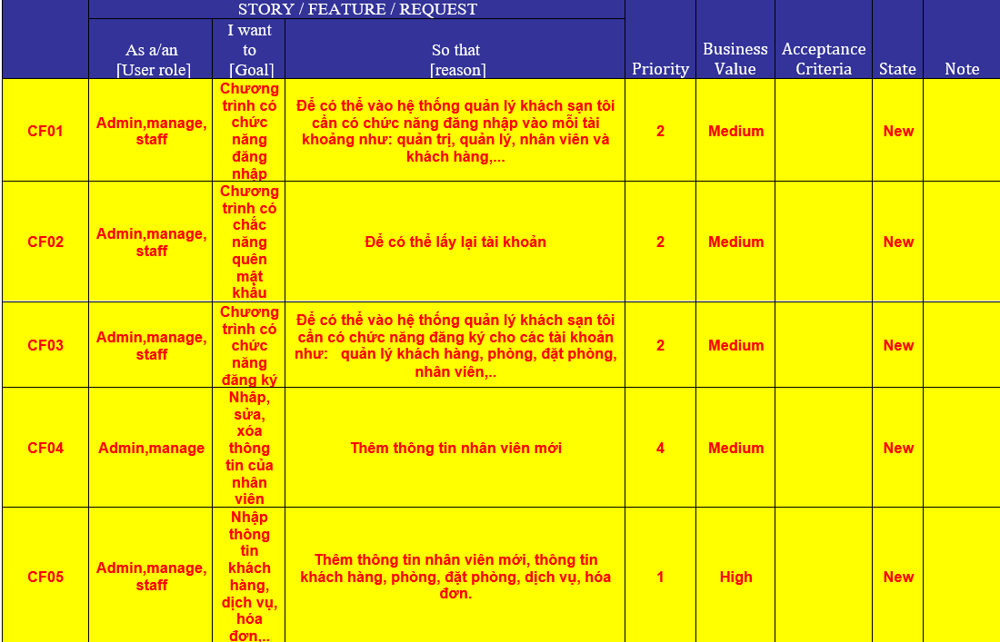 STORY / FEATURE / REQUEST
As a/an
[User role]
I want
to
[Goal]
So that
[reason]
Priority
Business
Value
Acceptance
Criteria
State
Note
CF01
Admin,manage,
staff
Chương
trình có
chức
năng
đăng
nhập
Để có thể vào hệ thống quản lý khách sạn tôi
cần có chức năng đăng nhập vào mỗi tài
khoảng như: quản trị, quản lý, nhân viên và
khách hàng,...
2
Medium
New
CF02
Admin,manage,
staff
Chương
trình có
chắc
năng
quên
mật
khẩu
Để có thể lấy lại tài khoản
2
Medium
New
CF03
Admin,manage,
staff
Chương
trình có
chức
năng
đăng ký
Để có thể vào hệ thống quản lý khách sạn tôi
cần có chức năng đăng ký cho các tài khoản
như: quản lý khách hàng, phòng, đặt phòng,
nhân viên,..
2
Medium
New
CF04
Admin,manage
Nhâp,
sửa,
xóa
thông
tin của
nhân
viên
Thêm thông tin nhân viên mới
4
Medium
New
CF05
Admin,manage,
staff
Nhập
thông
tin
khách
hàng,
dịch vụ,
hóa
đơn,..
Thêm thông tin nhân viên mới, thông tin
khách hàng, phòng, đặt phòng, dịch vụ, hóa
đơn.
1
High
New